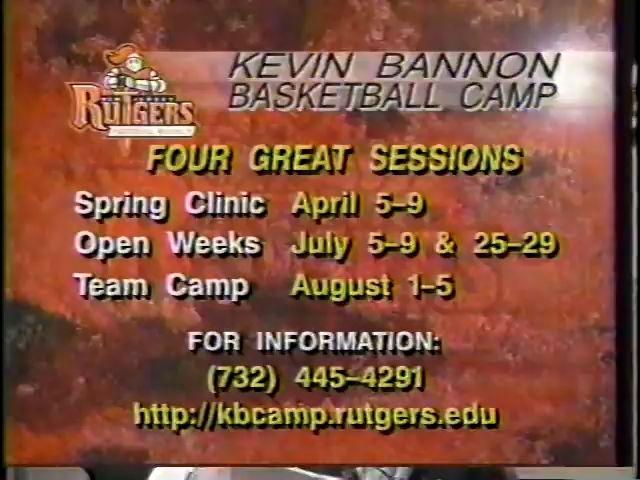 RUTGERS
KEVIN BANNON
BASKETBALL CAMP
FOUR GREAT SESSIONS
Spring Clinic April 5-9
Open Weeks July 5-9 & 25-29
Team Camp August 1-5
FOR INFORMATION:
(732) 445-4291
http://kbcamp.rutgers.edu